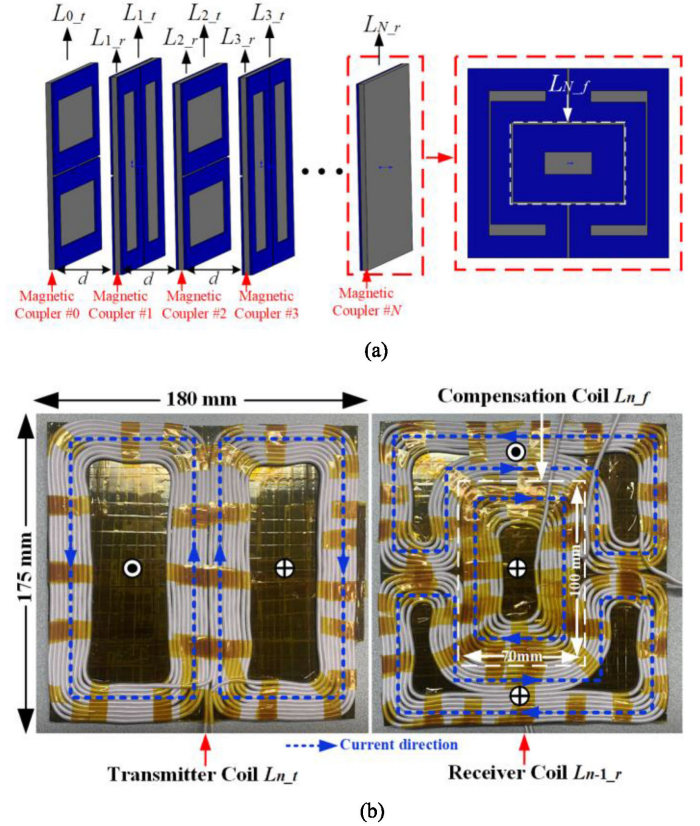 L0_t
L1_t
L2_t
L3_t
L1_r
L2_r
L3_r
LN_r
LN_f
d
d
d
Magnetic
Coupler #0
Magnetic
Coupler #1
Magnetic
Coupler #2
Magnetic
Coupler #3
Magnetic
Coupler #N
(a)
180 mm
Compensation Coil Ln_f
175 mm
100 mm
70mm
Current direction
Transmitter Coil Ln_t
Receiver Coil Ln-1_r
(b)